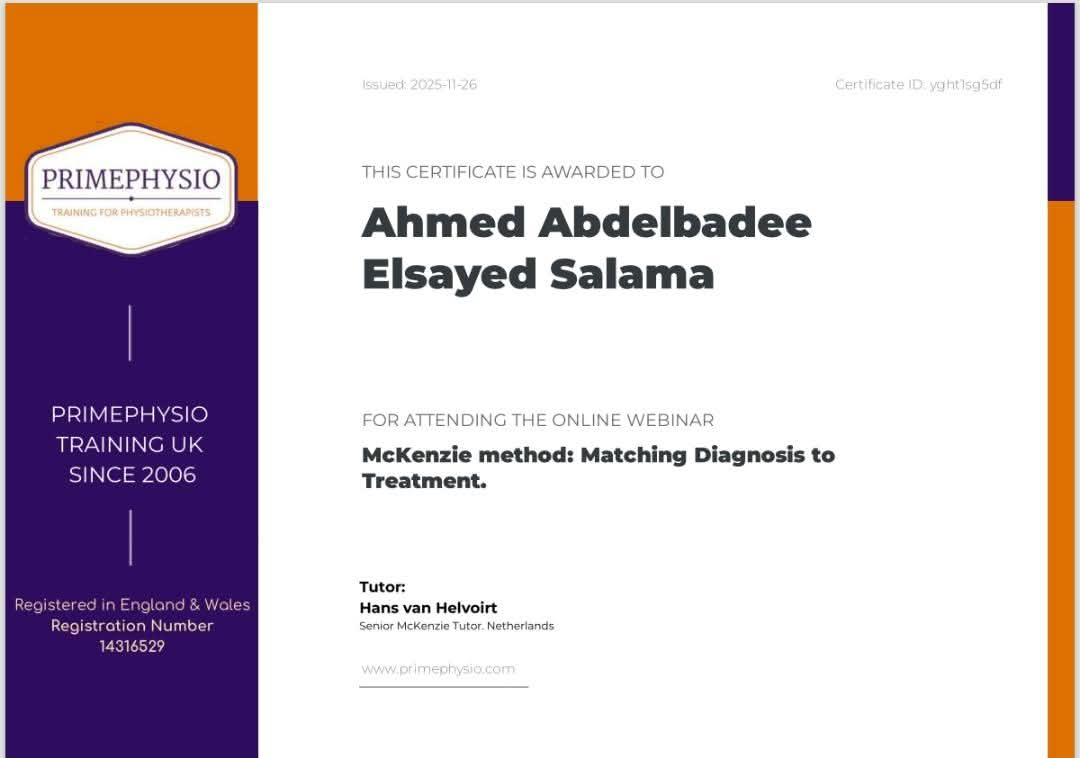 Issued: 2025-11-26
Certificate ID: yght1sg5df
PRIMEPHYSIO
TRAINING FOR PHYSIOTHERAPISTS
THIS CERTIFICATE IS AWARDED TO
Ahmed Abdelbadee
Elsayed Salama
PRIMEPHYSIO
TRAINING UK
SINCE 2006
FOR ATTENDING THE ONLINE WEBINAR
McKenzie method: Matching Diagnosis to
Treatment.
Registered in England & Wales
Registration Number
14316529
Tutor:
Hans van Helvoirt
Senior McKenzie Tutor. Netherlands
www.primephysio.com